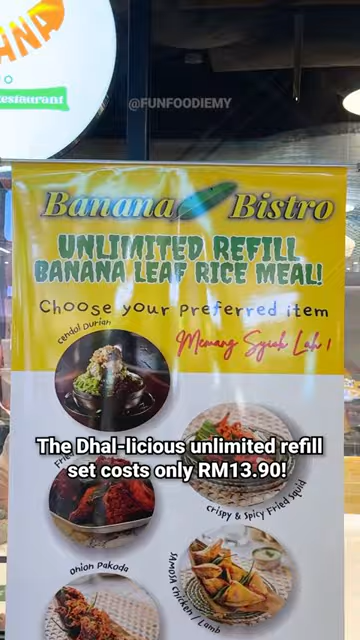 ANA
estaurant
@FUNFOODIEMY
Banana Bistro
UNLIMITED REFILL
BANANA LEAF RICE MEAL!
Choose your preferred item
Memang Syiok Lah !
Cendol Durian
The Dhal-licious unlimited refill
set costs only RM13.90!
Frie
Crispy & Spicy Fried Squid
Onion Pakoda
Samosa Chicken / Lamb